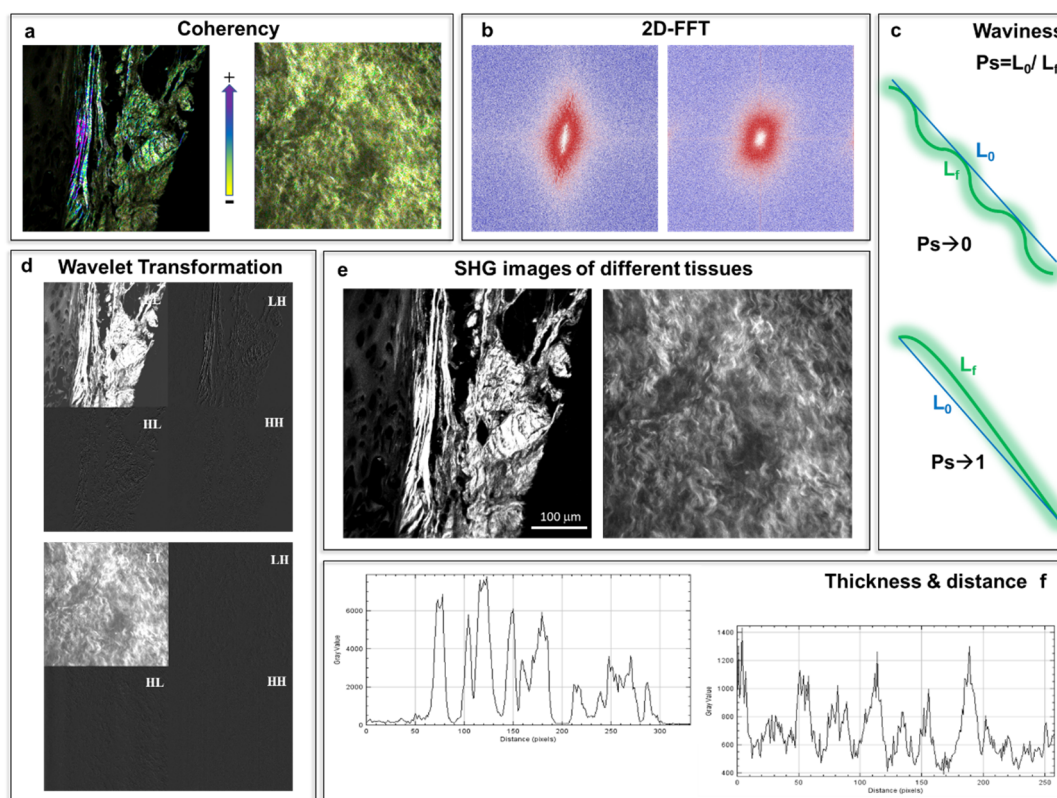 a
Coherency
+
-
b
2D-FFT
c
Waviness
Ps=L₀/ Lf
L₀
Lf
Ps→0
Lf
L₀
Ps→1
d
Wavelet Transformation
LL
LH
HL
HH
LL
LH
HL
HH
e
SHG images of different tissues
100 µm
Thickness & distance f
Gray Value
6000
4000
2000
0
0 50 100 150 200 250 300
Distance (pixels)
Gray Value
1400
1200
1000
800
600
400
0 50 100 150 200 250
Distance (pixels)